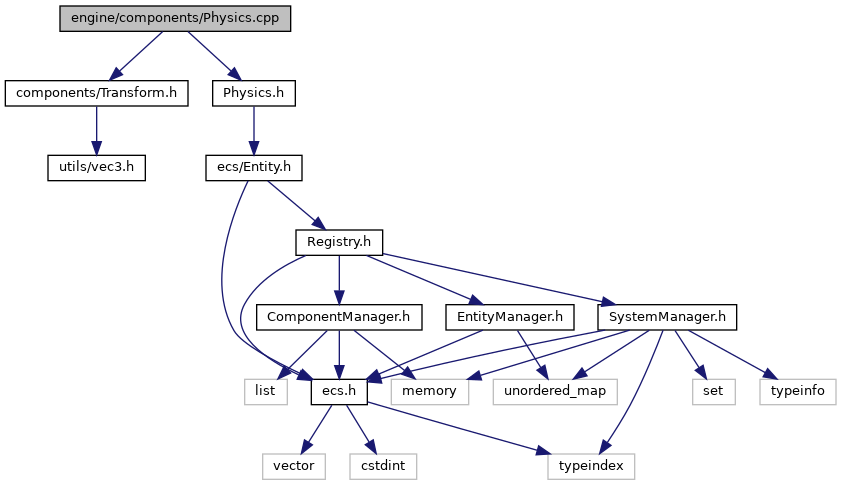 engine/components/Physics.cpp
components/Transform.h
Physics.h
utils/vec3.h
ecs/Entity.h
Registry.h
ComponentManager.h
EntityManager.h
SystemManager.h
list
ecs.h
memory
unordered_map
set
typeinfo
vector
cstdint
typeindex